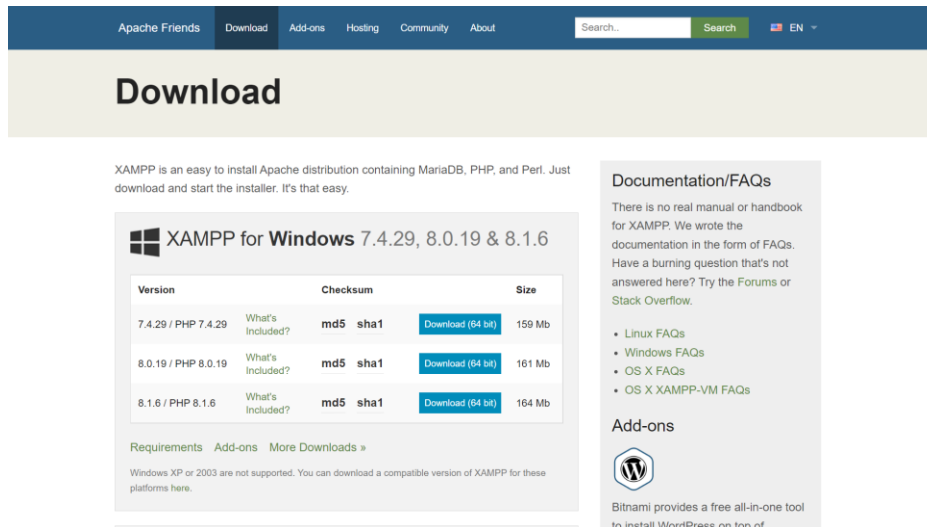 Apache Friends Download Add-ons Hosting Community About Search.. Search EN
Download
XAMPP is an easy to install Apache distribution containing MariaDB, PHP, and Perl. Just
download and start the installer. It's that easy.
XAMPP for Windows 7.4.29, 8.0.19 & 8.1.6
Version Checksum Size
7.4.29 / PHP 7.4.29 What's Included? md5 sha1 Download (64 bit) 159 Mb
8.0.19 / PHP 8.0.19 What's Included? md5 sha1 Download (64 bit) 161 Mb
8.1.6 / PHP 8.1.6 What's Included? md5 sha1 Download (64 bit) 164 Mb
Requirements Add-ons More Downloads »
Windows XP or 2003 are not supported. You can download a compatible version of XAMPP for these
platforms here.
Documentation/FAQs
There is no real manual or handbook
for XAMPP. We wrote the
documentation in the form of FAQs.
Have a burning question that's not
answered here? Try the Forums or
Stack Overflow.
• Linux FAQs
• Windows FAQs
• OS X FAQs
• OS X XAMPP-VM FAQs
Add-ons
Bitnami provides a free all-in-one tool
to install WordPress on top of